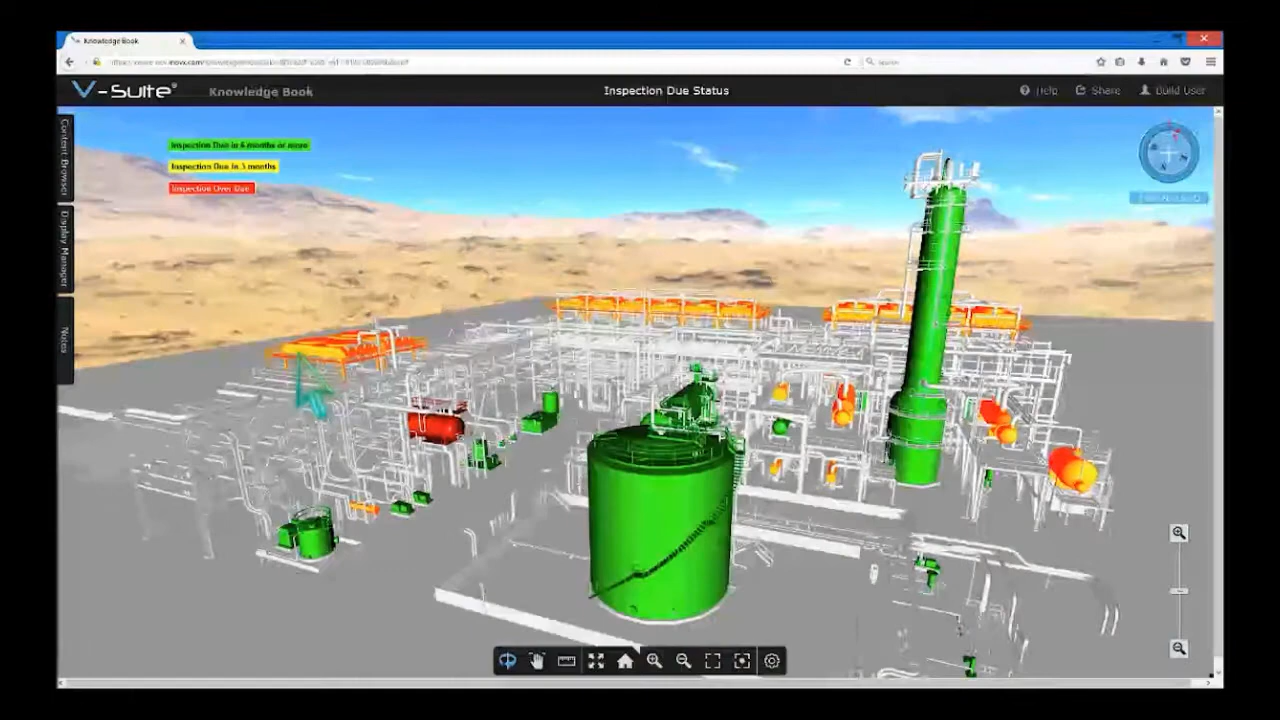 Knowledge Book
V-Suite®
Knowledge Book
Inspection Due Status
Help
Share
Build User
Content Browser
Display Manager
Notes
Inspection Due in 6 months or more
Inspection Due in 3 months
Inspection Over Due